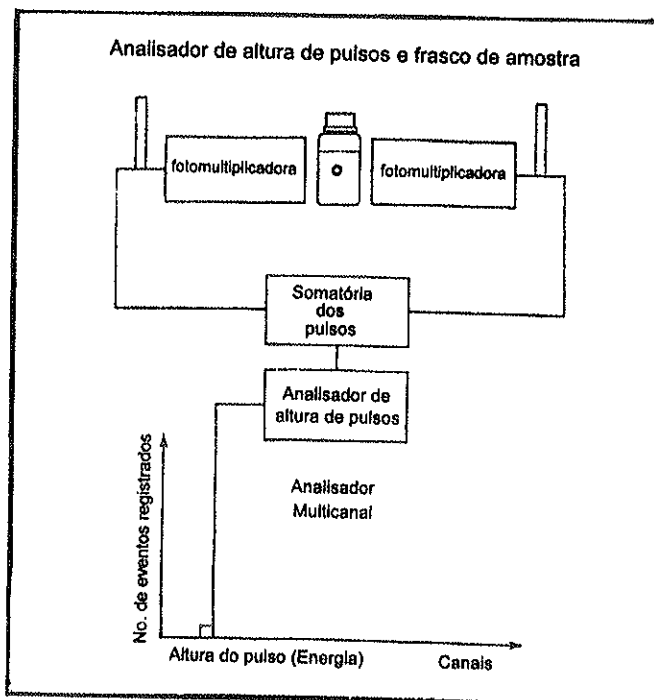 Analisador de altura de pulsos e frasco de amostra
fotomultiplicadora
fotomultiplicadora
Somatória
dos
pulsos
Analisador de
altura de pulsos
Analisador
Multicanal
No. de eventos registrados
Altura do pulso (Energia)
Canais